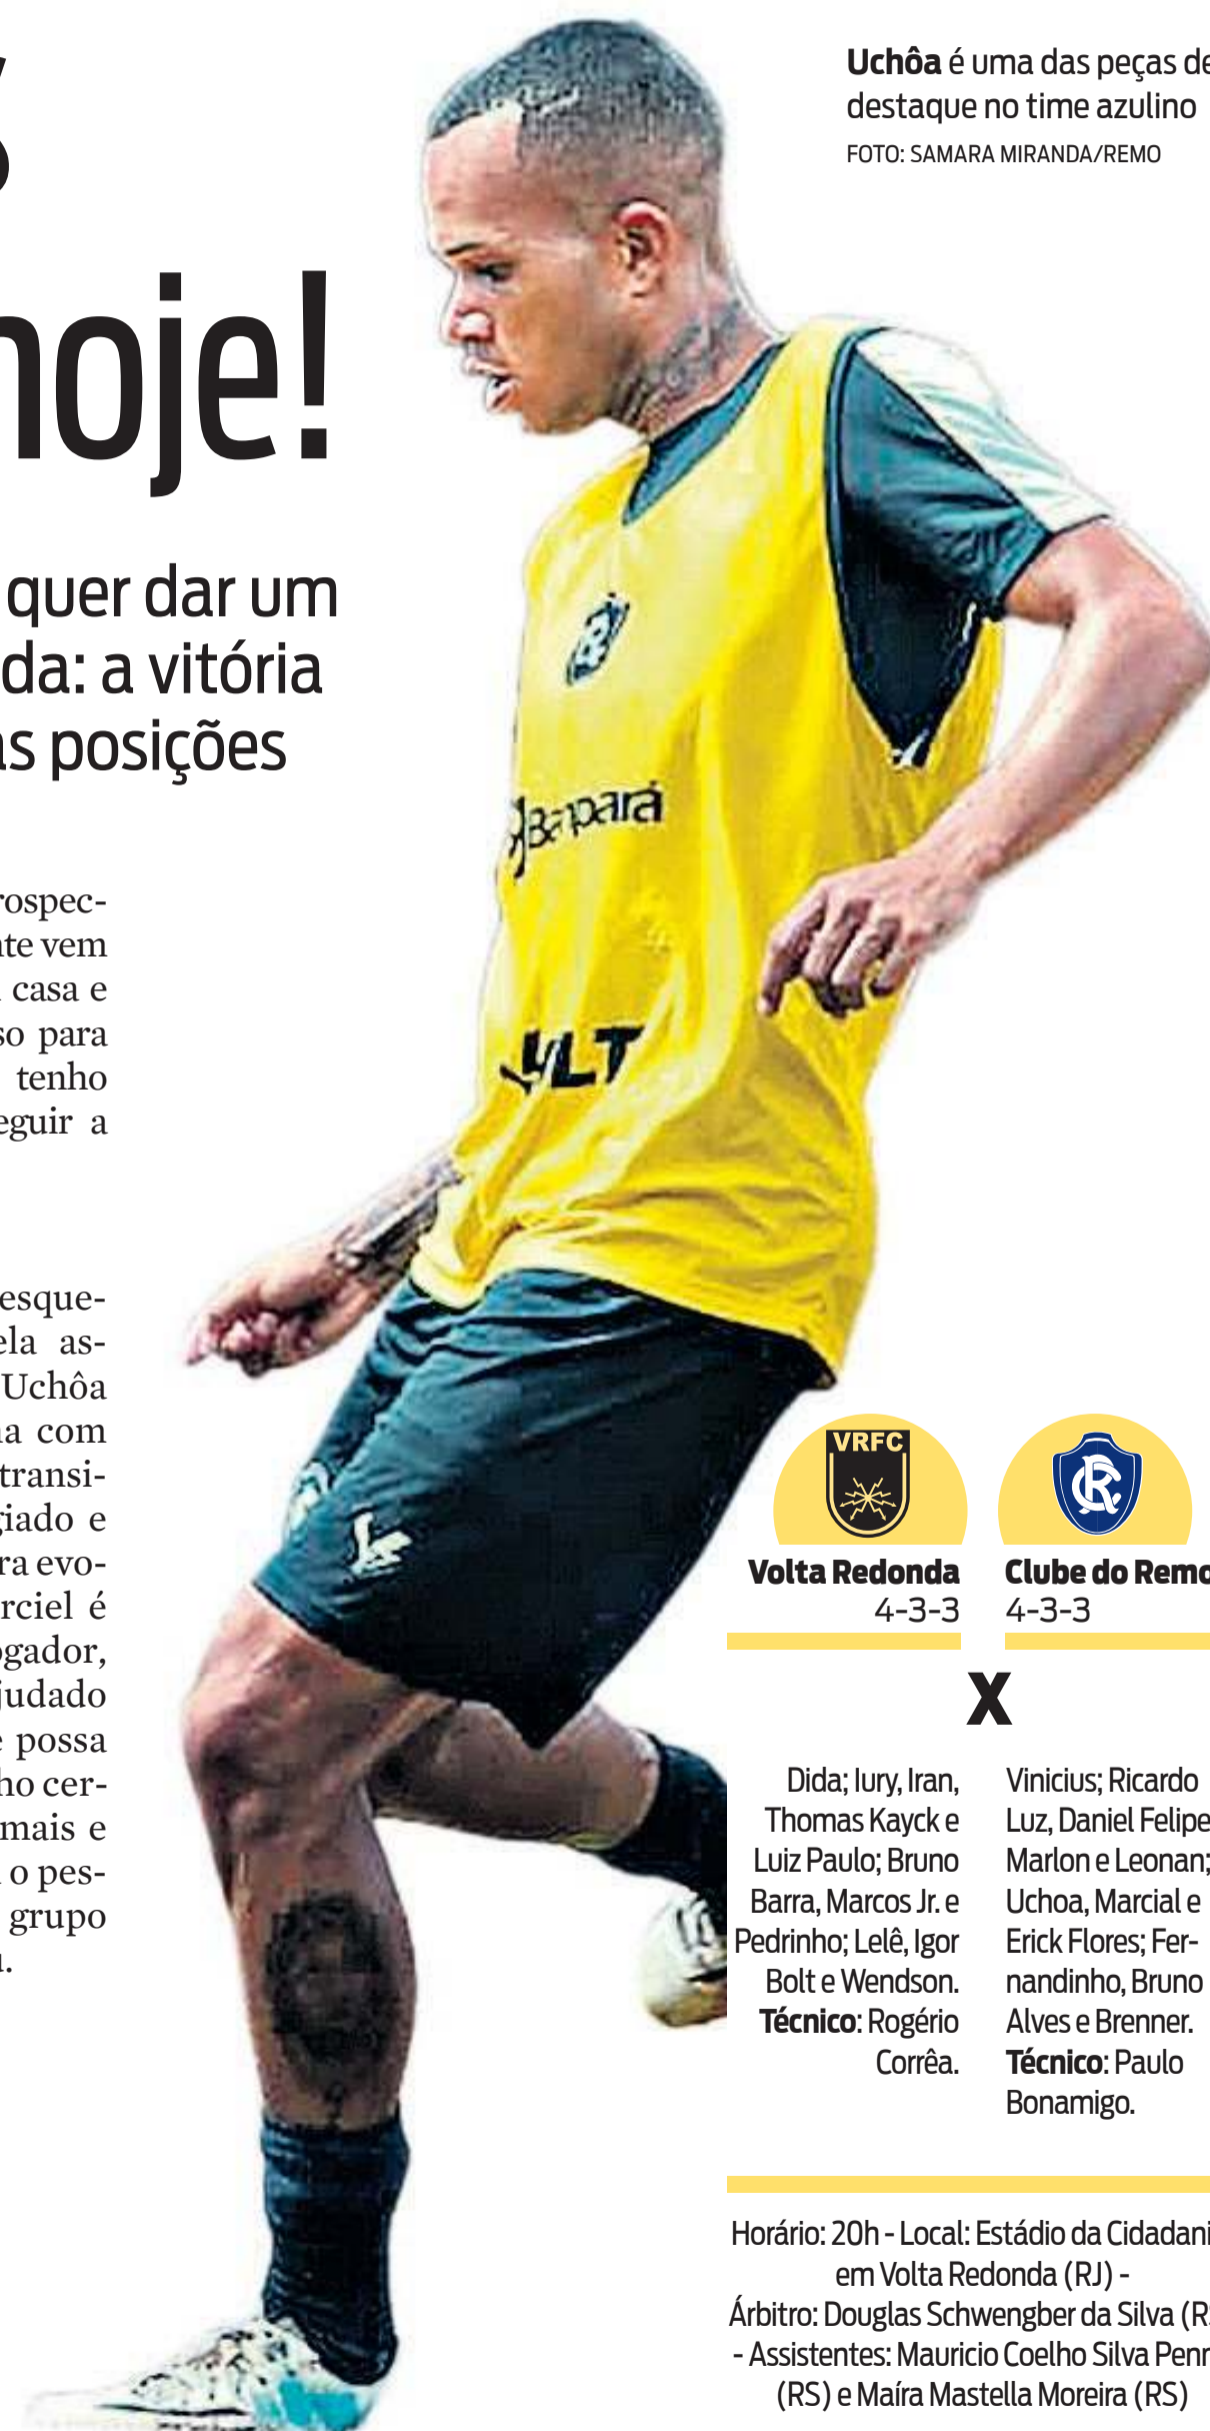 Uchôa é uma das peças de
destaque no time azulino
FOTO: SAMARA MIRANDA/REMO
hoje!
quer dar um
da: a vitória
as posições
rospec-
nte vem
casa e
so para
tenho
eguir a
esque-
ela as-
Uchôa
na com
transi-
giado e
ra evo-
rciel é
ogador,
judado
e possa
ho cer-
mais e
o pes-
grupo
Banpará
VLT
VRFC
Volta Redonda
4-3-3
Clube do Remo
4-3-3
X
Dida; Iury, Iran,
Thomas Kayck e
Luiz Paulo; Bruno
Barra, Marcos Jr. e
Pedrinho; Lelê, Igor
Bolt e Wendson.
Técnico: Rogério
Corrêa.
Vinicius; Ricardo
Luz, Daniel Felipe
Marlon e Leonan;
Uchoa, Marcial e
Erick Flores; Fer-
nandinho, Bruno
Alves e Brenner.
Técnico: Paulo
Bonamigo.
Horário: 20h - Local: Estádio da Cidadani
em Volta Redonda (RJ) -
Árbitro: Douglas Schwengber da Silva (RS
- Assistentes: Mauricio Coelho Silva Penn
(RS) e Maíra Mastella Moreira (RS)